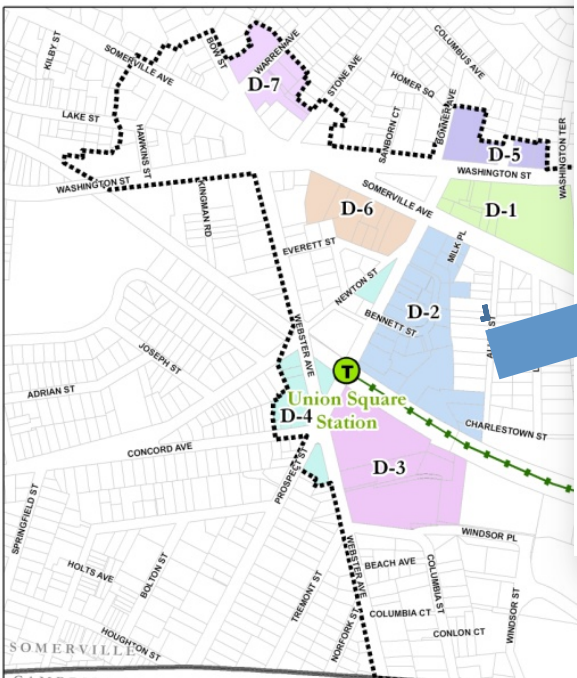 KILBY ST
SOMERVILLE AVE
BOW ST
WARREN AVE
STONE AVE
COLUMBUS AVE
HOMER SQ
D-7
BONNER AVE
SANBORN CT
LAKE ST
HAWKINS ST
D-5
WASHINGTON TER
WASHINGTON ST
WASHINGTON ST
KINGMAN RD
SOMERVILLE AVE
D-6
D-1
EVERETT ST
MILK PL
NEWTON ST
D-2
BENNETT ST
WEBSTER AVE
JOSEPH ST
T
ADRIAN ST
Union Square
Station
D-4
CHARLESTOWN ST
CONCORD AVE
PROSPECT ST
D-3
SPRINGFIELD ST
WINDSOR PL
WEBSTER AVE
BEACH AVE
HOLTS AVE
BOLTON ST
TREMONT ST
COLUMBIA ST
COLUMBIA CT
WINDSOR ST
NORFOLK ST
CONLON CT
HOUGHTON ST
SOMERVILLE